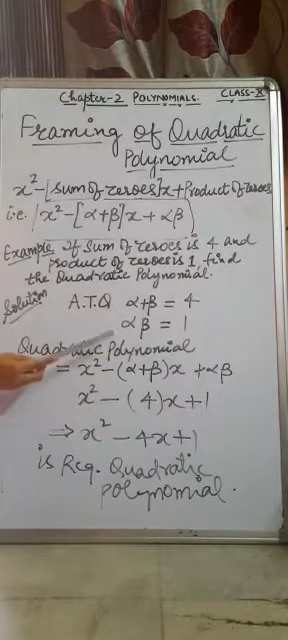 Chapter-2 POLYNOMIALS. CLASS-X
Framing of Quadratic
Polynomial
x²-[sum of zeroes]x+Product of zeroes
i.e. x²-[α+β]x+αβ
Example If Sum of zeroes is 4 and
product of zeroes is 1, find
the Quadratic Polynomial.
Solution A.T.Q α+β = 4
αβ = 1
Quadratic Polynomial
= x²-(α+β)x +αβ
x² - (4)x+1
⇒ x² - 4x+1
is Req. Quadratic
polynomial.